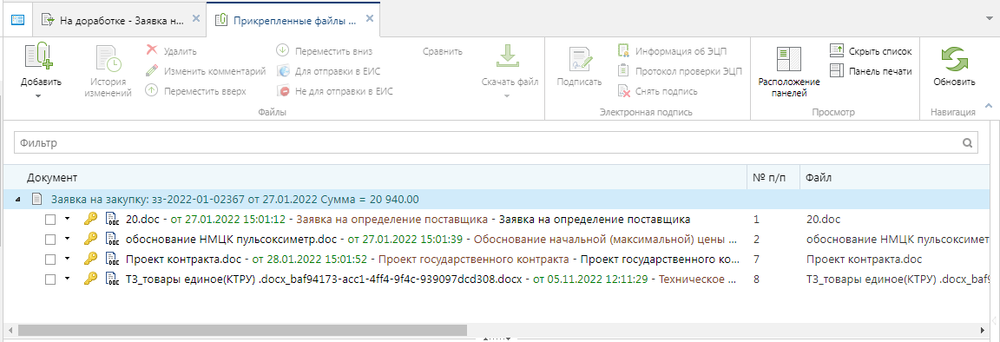 На доработке - Заявка н...
Прикрепленные файлы ...
Добавить
История изменений
Удалить
Изменить комментарий
Переместить вверх
Переместить вниз
Для отправки в ЕИС
Не для отправки в ЕИС
Сравнить
Скачать файл
Файлы
Подписать
Информация об ЭЦП
Протокол проверки ЭЦП
Снять подпись
Электронная подпись
Расположение панелей
Скрыть список
Панель печати
Просмотр
Обновить
Навигация
Фильтр
Документ № п/п Файл
Заявка на закупку: зз-2022-01-02367 от 27.01.2022 Сумма = 20 940.00
20.doc - от 27.01.2022 15:01:12 - Заявка на определение поставщика - Заявка на определение поставщика 1 20.doc
обоснование НМЦК пульсоксиметр.doc - от 27.01.2022 15:01:39 - Обоснование начальной (максимальной) цены ... 2 обоснование НМЦК пульсоксиметр
Проект контракта.doc - от 28.01.2022 15:01:52 - Проект государственного контракта - Проект государственного ко... 7 Проект контракта.doc
ТЗ_товары единое(КТРУ) .docx_baf94173-acc1-4ff4-9f4c-939097dcd308.docx - от 05.11.2022 12:11:29 - Техническое ... 8 ТЗ_товары единое(КТРУ) .docx_baf9